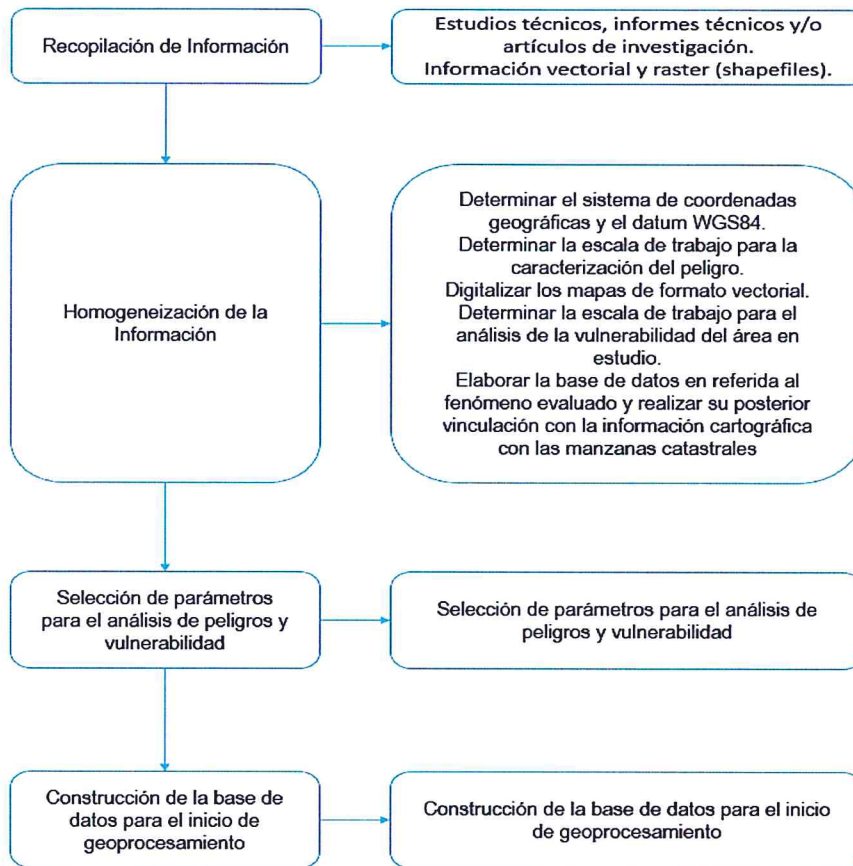 Recopilación de Información
Estudios técnicos, informes técnicos y/o
artículos de investigación.
Información vectorial y raster (shapefiles).
Homogeneización de la
Información
Determinar el sistema de coordenadas
geográficas y el datum WGS84.
Determinar la escala de trabajo para la
caracterización del peligro.
Digitalizar los mapas de formato vectorial.
Determinar la escala de trabajo para el
análisis de la vulnerabilidad del área en
estudio.
Elaborar la base de datos en referida al
fenómeno evaluado y realizar su posterior
vinculación con la información cartográfica
con las manzanas catastrales
Selección de parámetros
para el análisis de peligros y
vulnerabilidad
Selección de parámetros para el análisis de
peligros y vulnerabilidad
Construcción de la base de
datos para el inicio de
geoprocesamiento
Construcción de la base de datos para el inicio
de geoprocesamiento